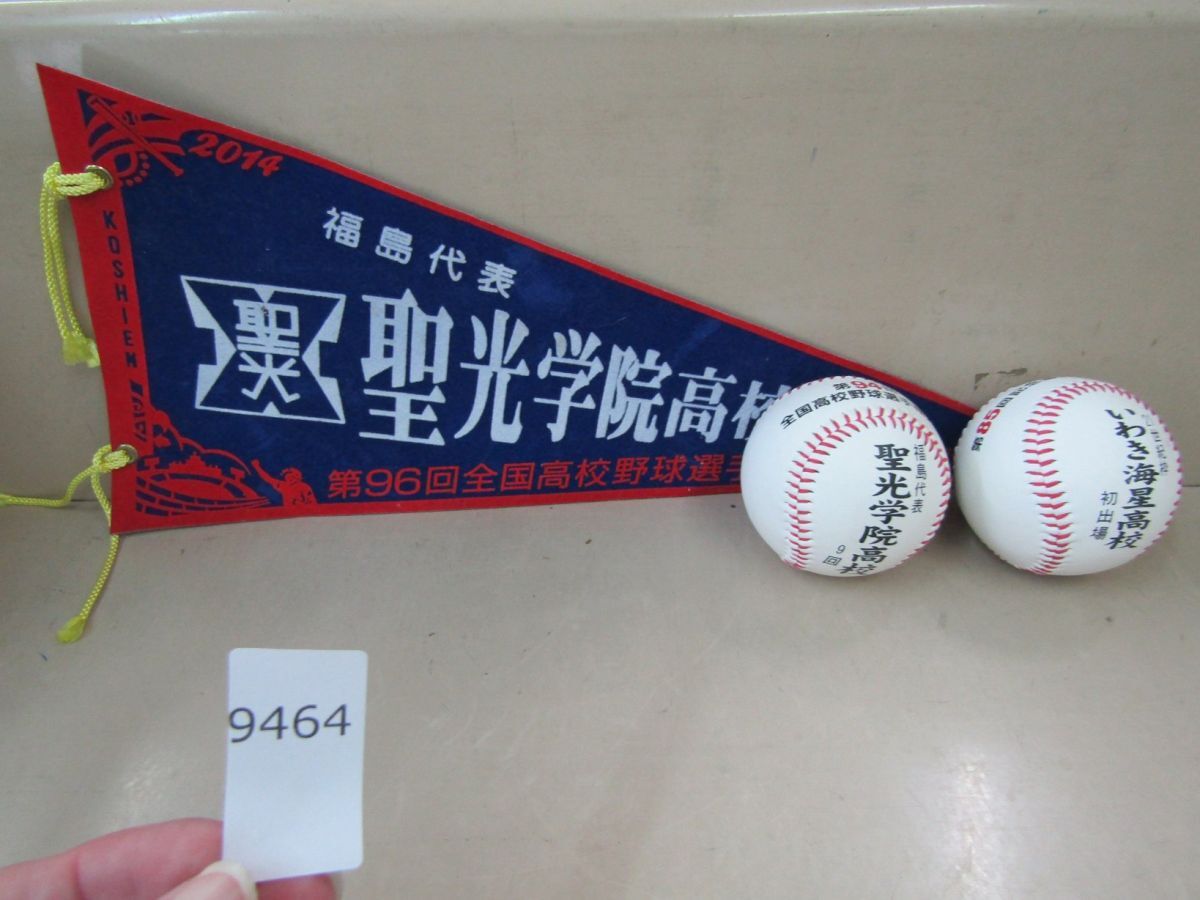 2014
KOSHIEN
福島代表
聖光
聖光学院高校
第96回全国高校野球選手
第94
全国高校野球選
福島代表
聖光学院高校
9回
第85回
いわき海星高校
初出場
9464